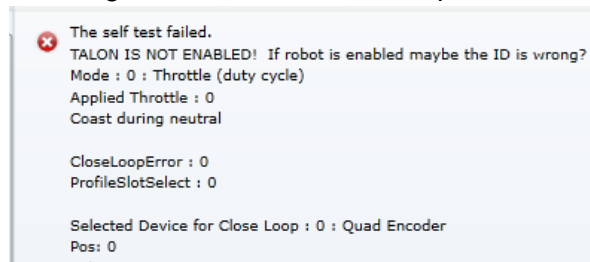 The self test failed.
TALON IS NOT ENABLED! If robot is enabled maybe the ID is wrong?
Mode : 0 : Throttle (duty cycle)
Applied Throttle : 0
Coast during neutral
CloseLoopError : 0
ProfileSlotSelect : 0
Selected Device for Close Loop : 0 : Quad Encoder
Pos: 0